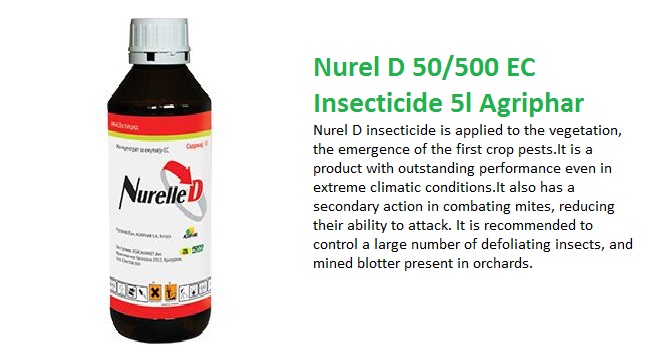 ИНСЕКТИЦИД
Nurelle D
Nurel D 50/500 EC
Insecticide 5l Agriphar
Nurel D insecticide is applied to the vegetation,
the emergence of the first crop pests.It is a
product with outstanding performance even in
extreme climatic conditions.It also has a
secondary action in combating mites, reducing
their ability to attack. It is recommended to
control a large number of defoliating insects, and
mined blotter present in orchards.